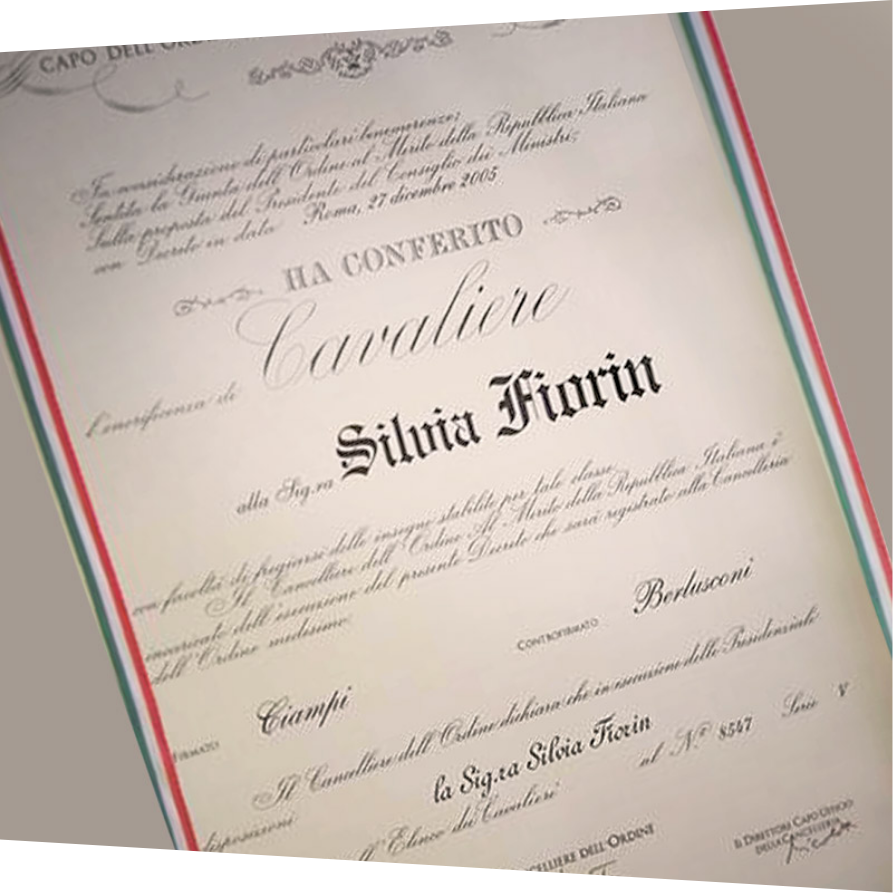 CAPO DELL'ORD
In considerazione di particolari benemerenze;
Sentita la Giunta dell'Ordine al Merito della Repubblica Italiana
Sulla proposta del Presidente del Consiglio dei Ministri;
con Decreto in data Roma, 27 dicembre 2005
HA CONFERITO
l'onorificenza di Cavaliere
alla Sig.ra Silvia Fiorin
con facoltà di fregiarsi delle insegne stabilite per tale classe.
Il Cancelliere dell'Ordine Al Merito della Repubblica Italiana è
incaricato dell'esecuzione del presente Decreto che sarà registrato alla Cancelleria
dell'Ordine medesimo.
FIRMATO Ciampi CONTROFIRMATO Berlusconi
Il Cancelliere dell'Ordine dichiara che in esecuzione delle Presidenziali
disposizioni la Sig.ra Silvia Fiorin
Elenco dei Cavalieri al N.º 8547 Serie V
CELLIERE DELL'ORDINE
IL DIRETTORE CAPO UFFICIO
DELLA CANCELLERIA